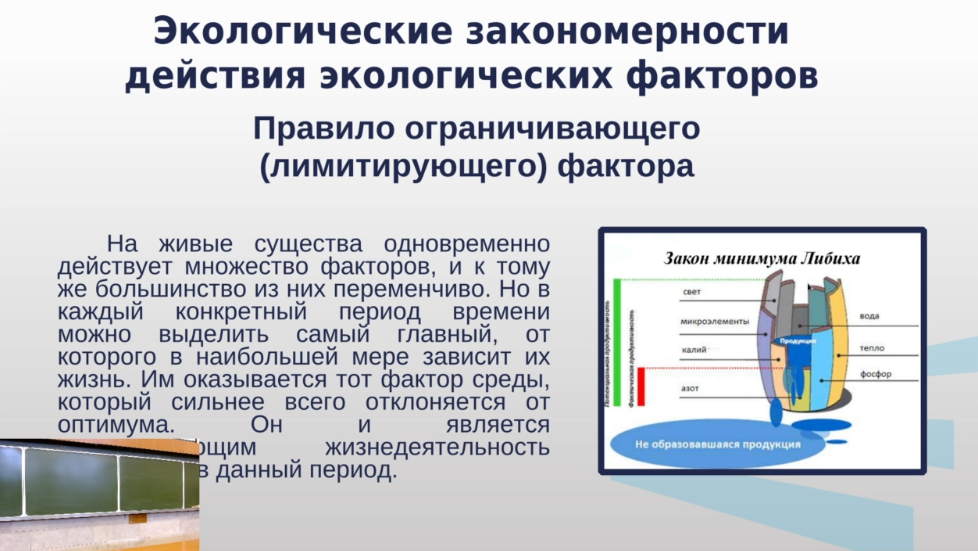 Экологические закономерности
действия экологических факторов
Правило ограничивающего
(лимитирующего) фактора
На живые существа одновременно
действует множество факторов, и к тому
же большинство из них переменчиво. Но в
каждый конкретный период времени
можно выделить самый главный, от
которого в наибольшей мере зависит их
жизнь. Им оказывается тот фактор среды,
который сильнее всего отклоняется от
оптимума. Он и является
жизнедеятельность
в данный период.
Закон минимума Либиха
свет
микроэлементы
калий
азот
Потенциальная продуктивность
Фактическая продуктивность
Продукция
вода
тепло
фосфор
Не образовавшаяся продукция